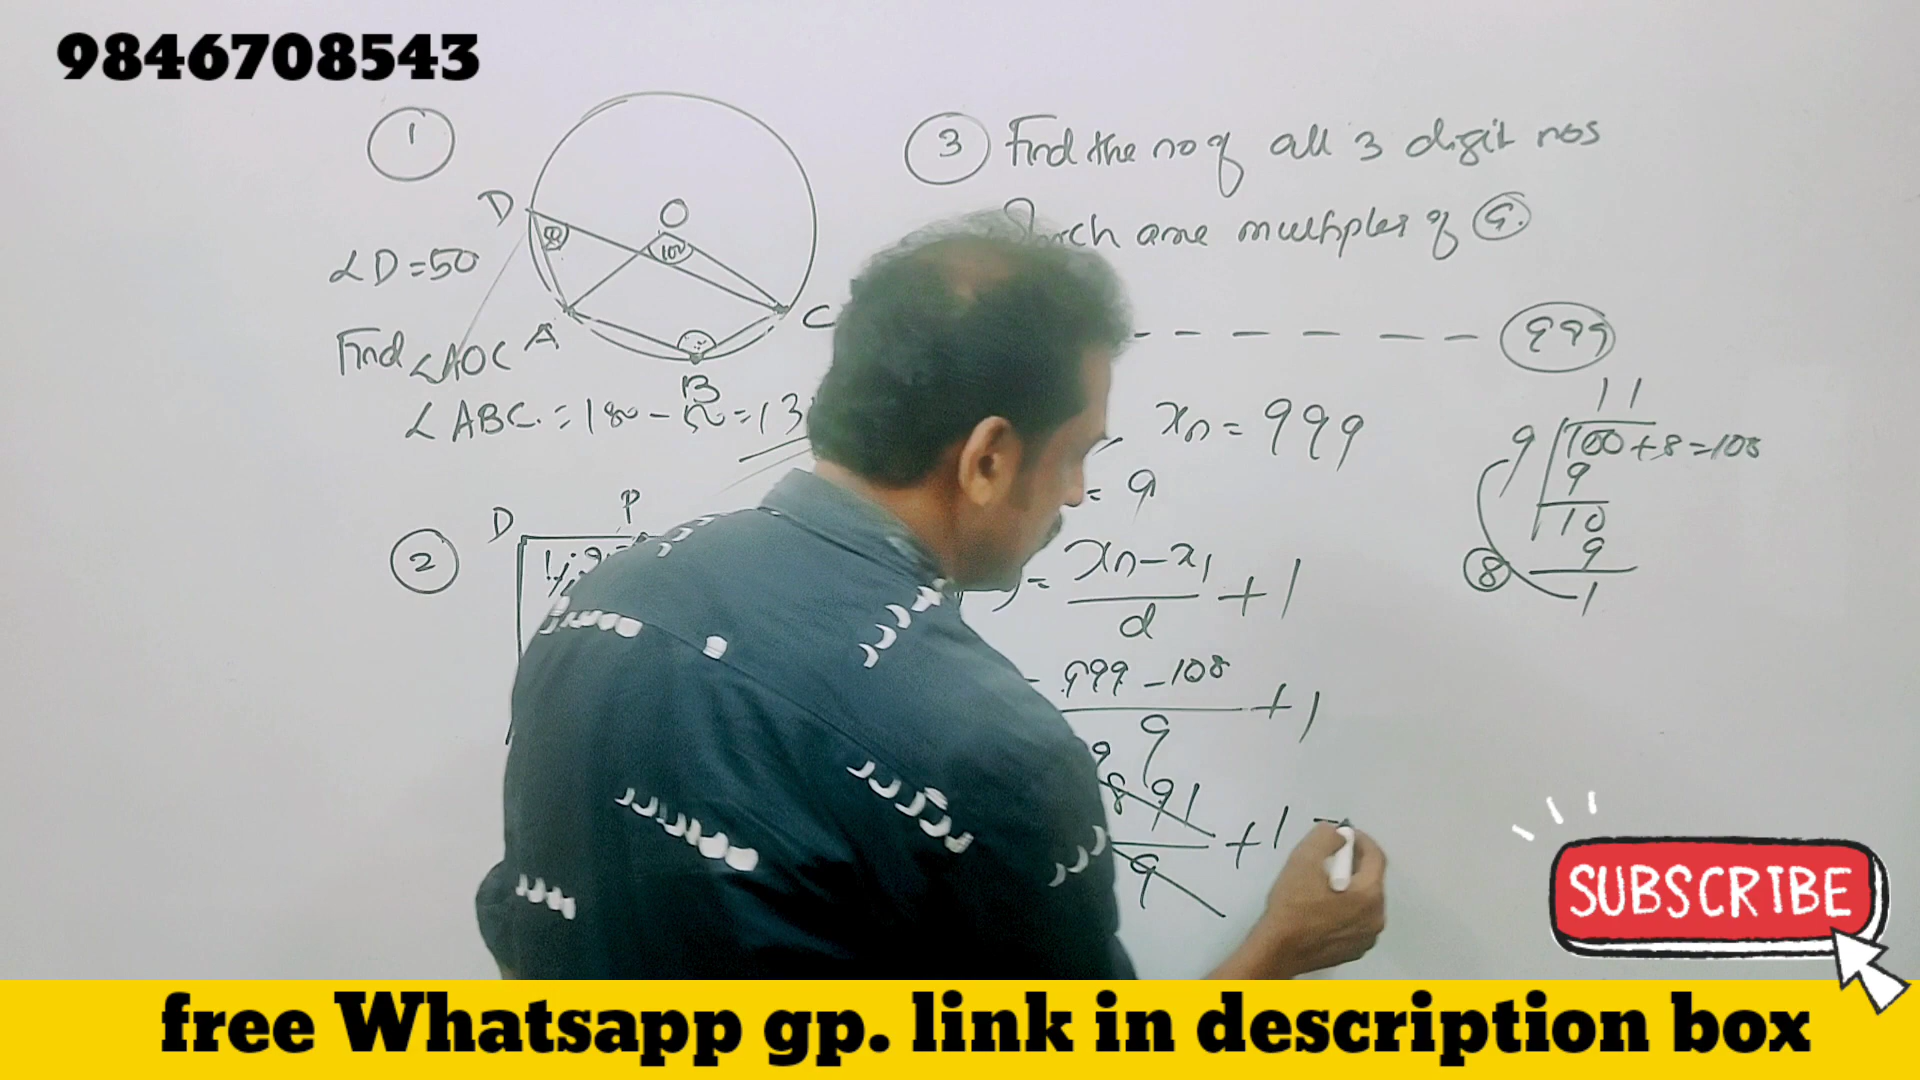 9846708543
1
D
O
100
∠D=50
A
C
Find ∠AOC
B
∠ABC = 180 - 50 = 13
2
D
P
3 Find the no of all 3 digit nos
which are multiples of 9.
- - - - - - 999
xn = 999
= 9
= xn - x1 / d + 1
999 - 108 / 9 + 1
99
891 / 9 + 1 =
11
9 100 + 8 = 108
9
10
9
8 1
SUBSCRIBE
free Whatsapp gp. link in description box